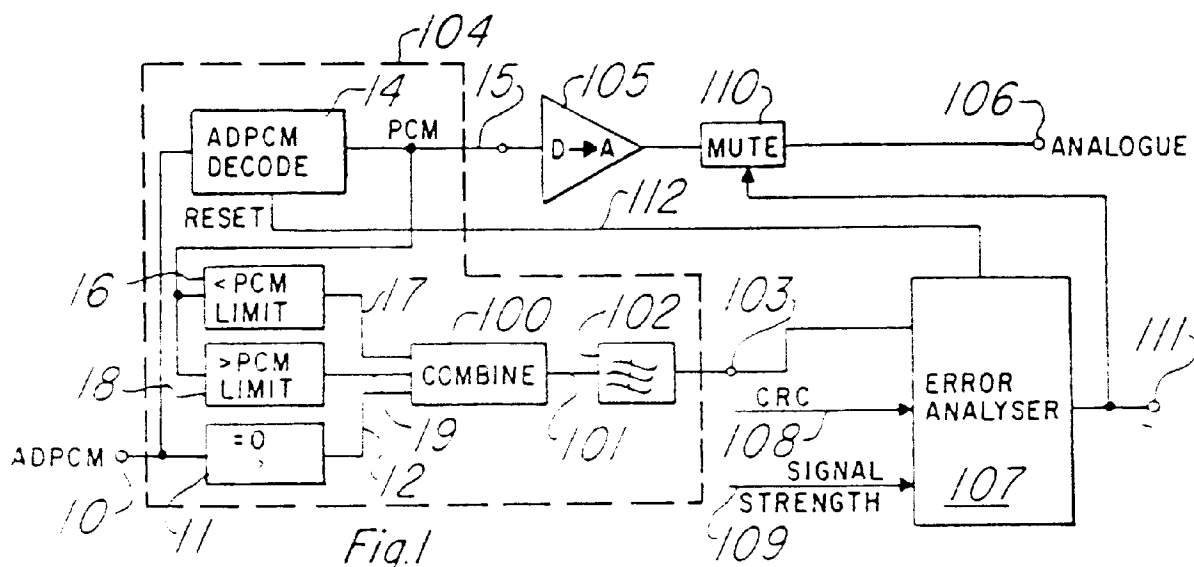 104
14
15
105
110
106
ADPCM
DECODE
PCM
D→A
MUTE
ANALOGUE
RESET
112
16
<PCM
LIMIT
17
100
102
103
111
18
>PCM
LIMIT
COMBINE
ERROR
ANALYSER
CRC
108
=0
19
101
ADPCM
SIGNAL
STRENGTH
107
10
11
12
109
Fig.1